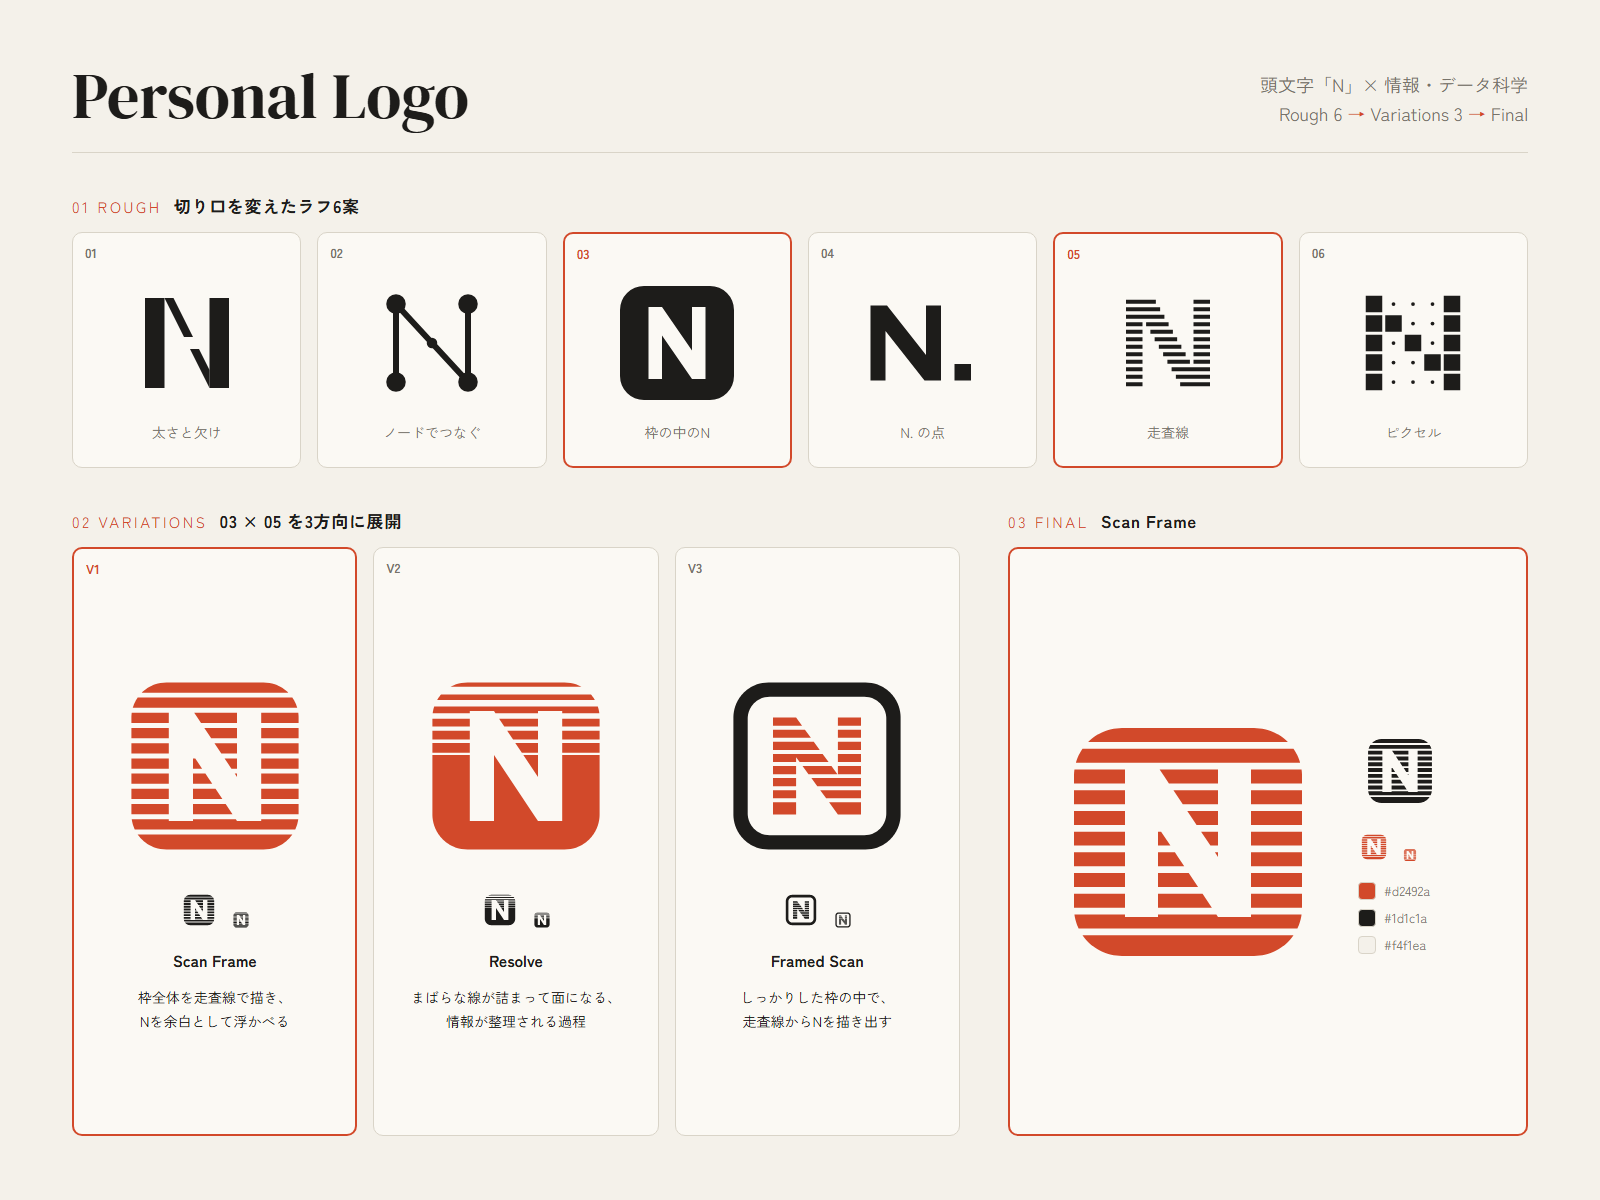 Personal Logo
頭文字「N」× 情報・データ科学
Rough 6 → Variations 3 → Final
01 ROUGH 切り口を変えたラフ6案
01
02
03
04
05
06
N
N
N
N.
N
N
太さと欠け
ノードでつなぐ
枠の中のN
N. の点
走査線
ピクセル
02 VARIATIONS 03 × 05 を3方向に展開
V1
V2
V3
N
N
N
N
N
N
N
N
N
Scan Frame
Resolve
Framed Scan
枠全体を走査線で描き、
Nを余白として浮かべる
まばらな線が詰まって面になる、
情報が整理される過程
しっかりした枠の中で、
走査線からNを描き出す
03 FINAL Scan Frame
N
N
N
N
#d2492a
#1d1c1a
#f4f1ea